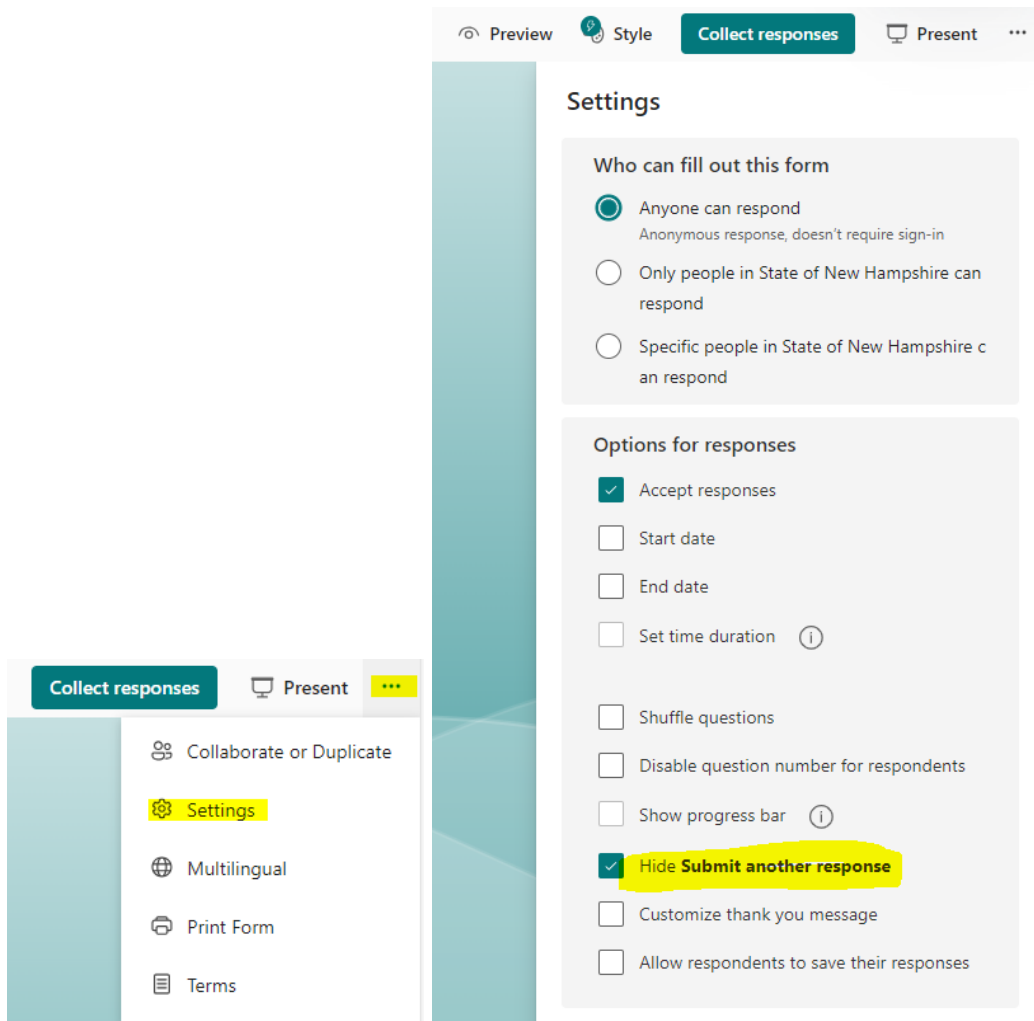 Collect responses Present ...
Collaborate or Duplicate
Settings
Multilingual
Print Form
Terms
Preview Style Collect responses Present ...
Settings
Who can fill out this form
Anyone can respond
Anonymous response, doesn't require sign-in
Only people in State of New Hampshire can
respond
Specific people in State of New Hampshire c
an respond
Options for responses
Accept responses
Start date
End date
Set time duration
Shuffle questions
Disable question number for respondents
Show progress bar
Hide Submit another response
Customize thank you message
Allow respondents to save their responses